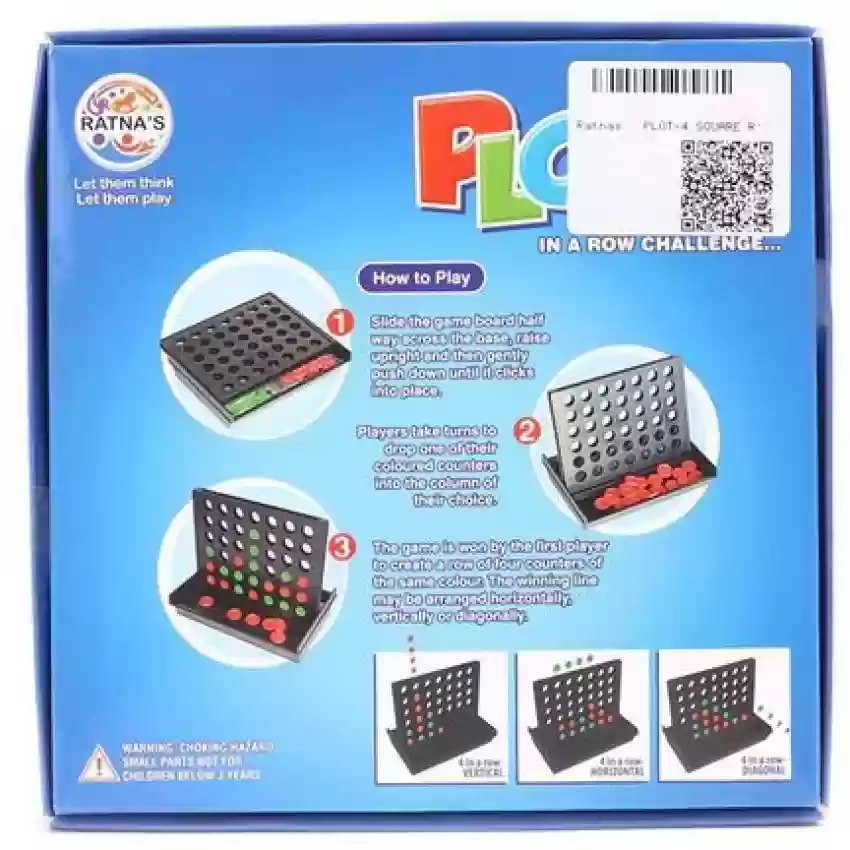 RATNA'S
Let them think
Let them play
PLO
Ratnas PLOT-4 SQUARE R
IN A ROW CHALLENGE...
How to Play
1
Slide the game board half
way across the base, raise
upright and then gently
push down until it clicks
into place.
Players take turns to
drop one of their
coloured counters
into the column of
their choice.
2
3
The game is won by the first player
to create a row of four counters of
the same colour. The winning line
may be arranged horizontally,
vertically or diagonally.
4 in a row
VERTICAL
4 in a row
HORIZONTAL
4 in a row
DIAGONAL
WARNING: CHOKING HAZARD.
SMALL PARTS NOT FOR
CHILDREN BELOW 3 YEARS